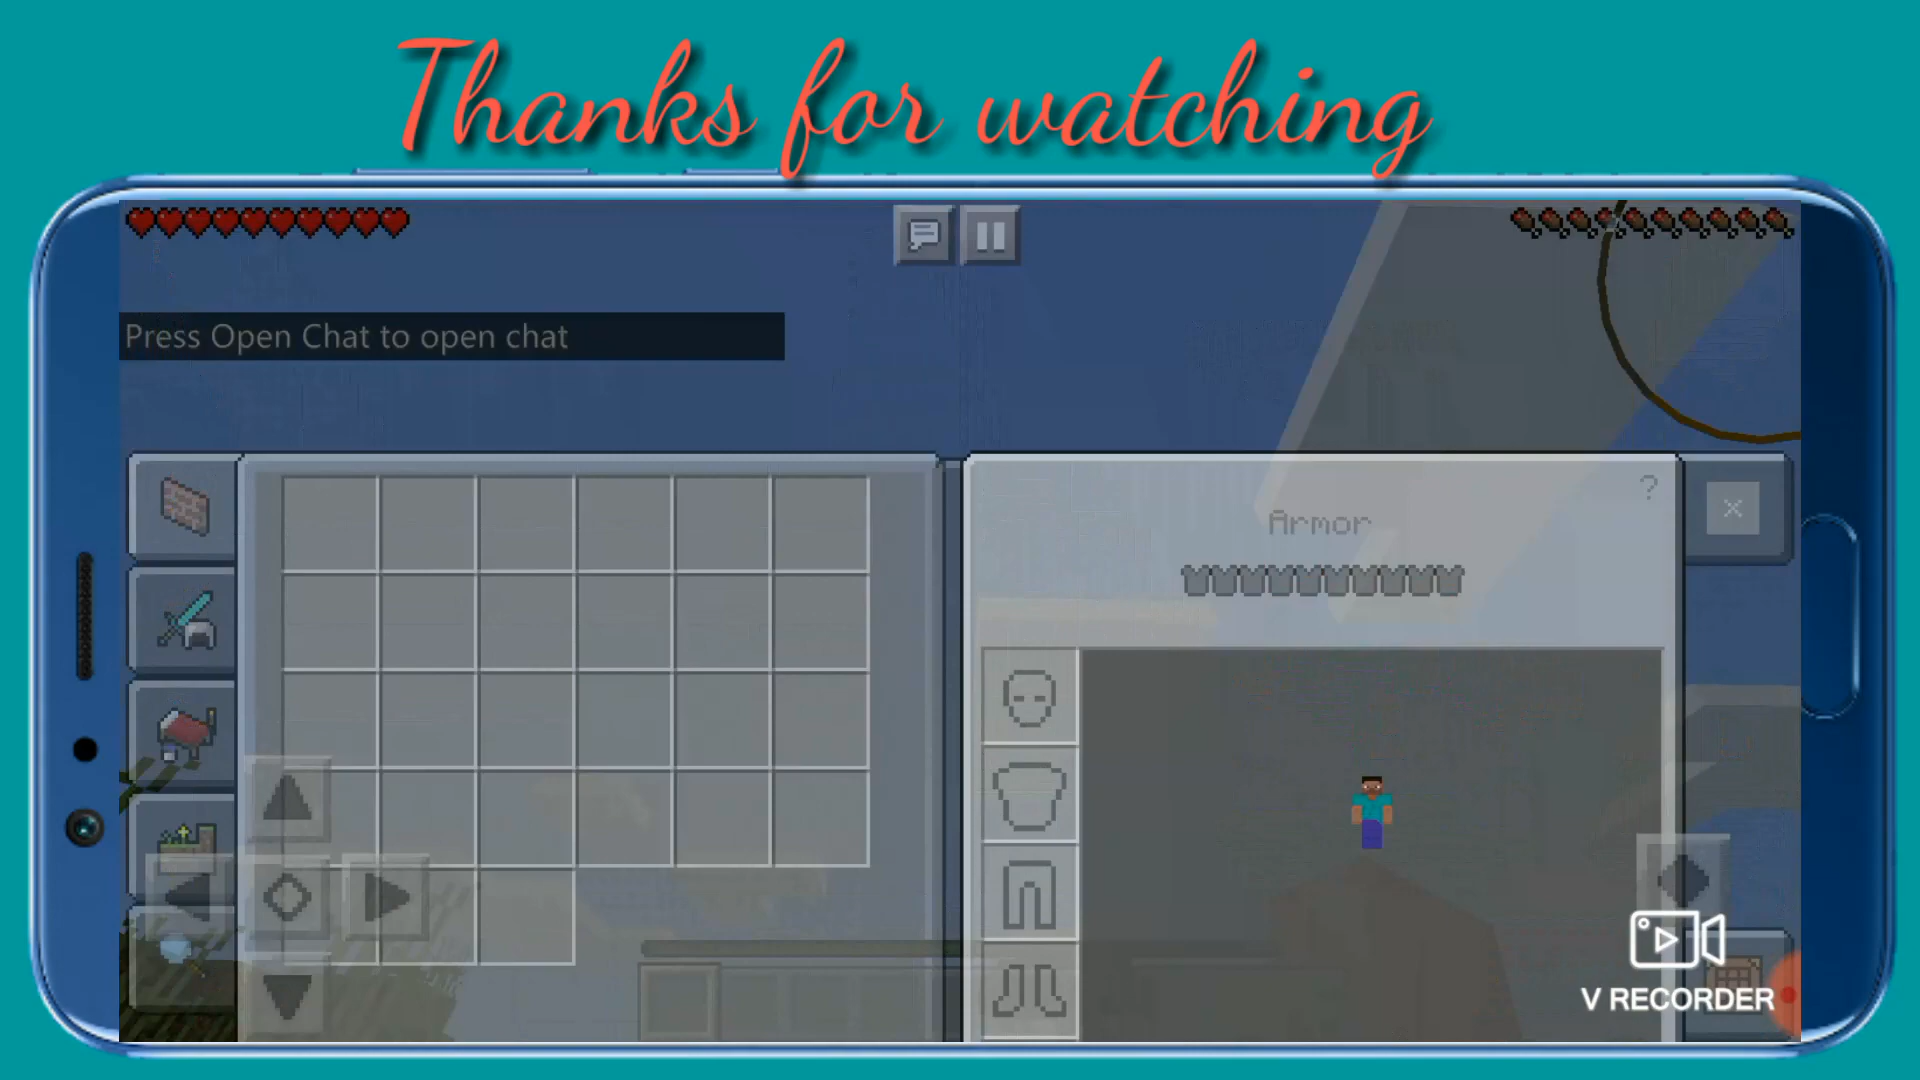 Thanks for watching
Press Open Chat to open chat
?
Armor
V RECORDER